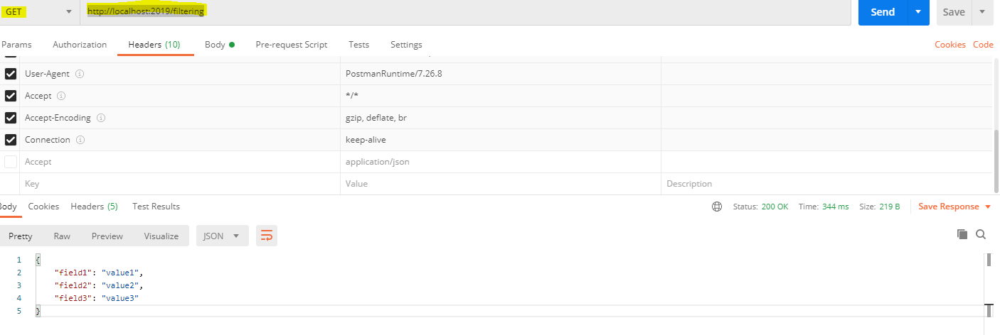 GET http://localhost:2019/filtering Send Save
Params Authorization Headers (10) Body Pre-request Script Tests Settings Cookies Code
User-Agent PostmanRuntime/7.26.8
Accept */*
Accept-Encoding gzip, deflate, br
Connection keep-alive
Accept application/json
Key Value Description
Body Cookies Headers (5) Test Results Status: 200 OK Time: 344 ms Size: 219 B Save Response
Pretty Raw Preview Visualize JSON
1 {
2 "field1": "value1",
3 "field2": "value2",
4 "field3": "value3"
5 }